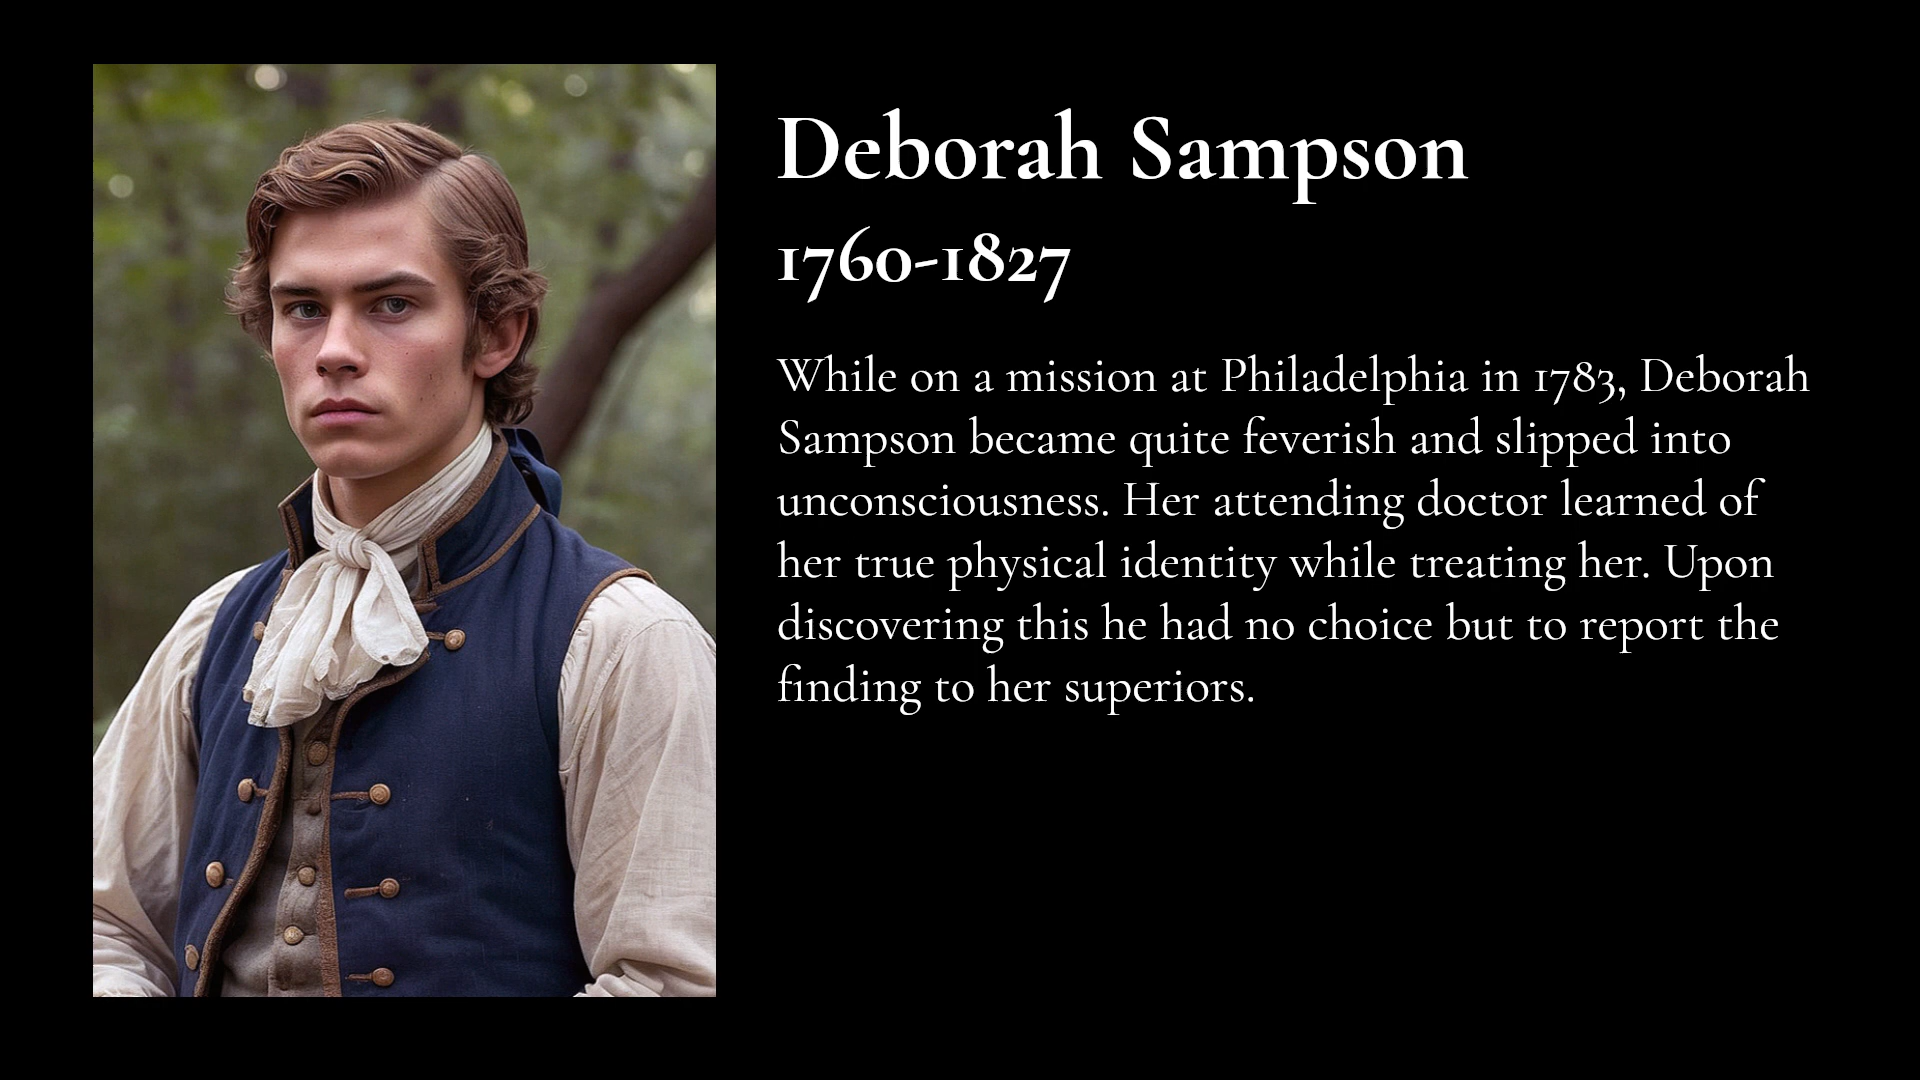 Deborah Sampson
1760-1827
While on a mission at Philadelphia in 1783, Deborah
Sampson became quite feverish and slipped into
unconsciousness. Her attending doctor learned of
her true physical identity while treating her. Upon
discovering this he had no choice but to report the
finding to her superiors.